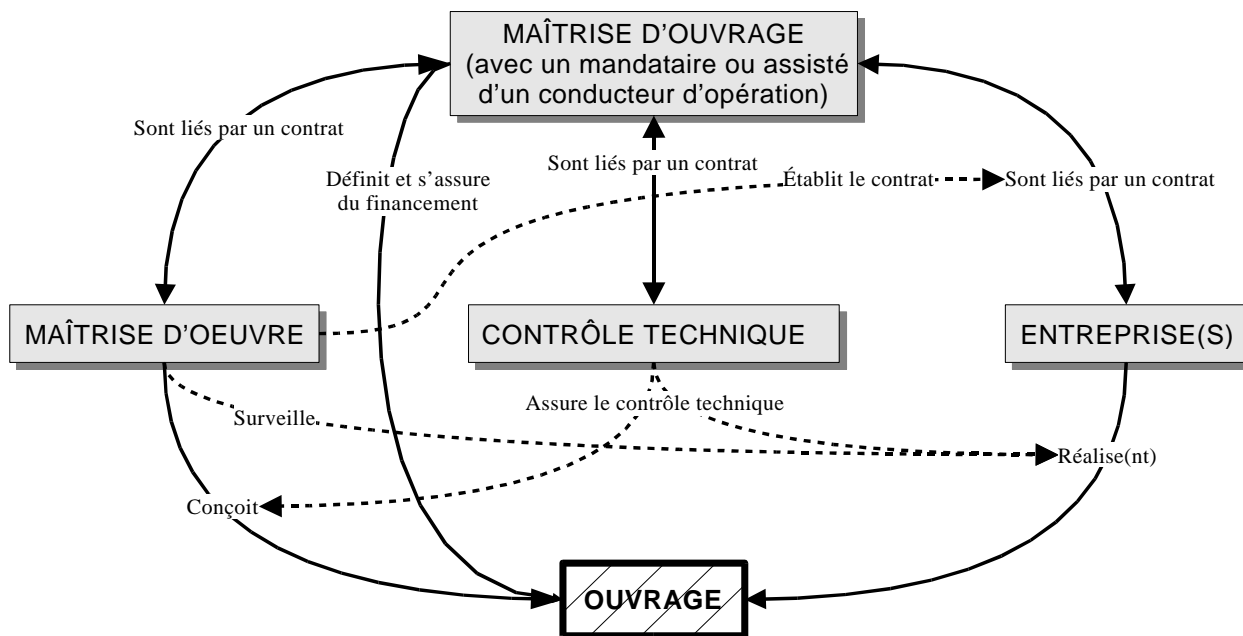 MAÎTRISE D'OUVRAGE
(avec un mandataire ou assisté
d'un conducteur d'opération)
Sont liés par un contrat
Sont liés par un contrat
Définit et s'assure
du financement
Établit le contrat
Sont liés par un contrat
MAÎTRISE D'OEUVRE
CONTRÔLE TECHNIQUE
ENTREPRISE(S)
Surveille
Assure le contrôle technique
Réalise(nt)
Conçoit
OUVRAGE